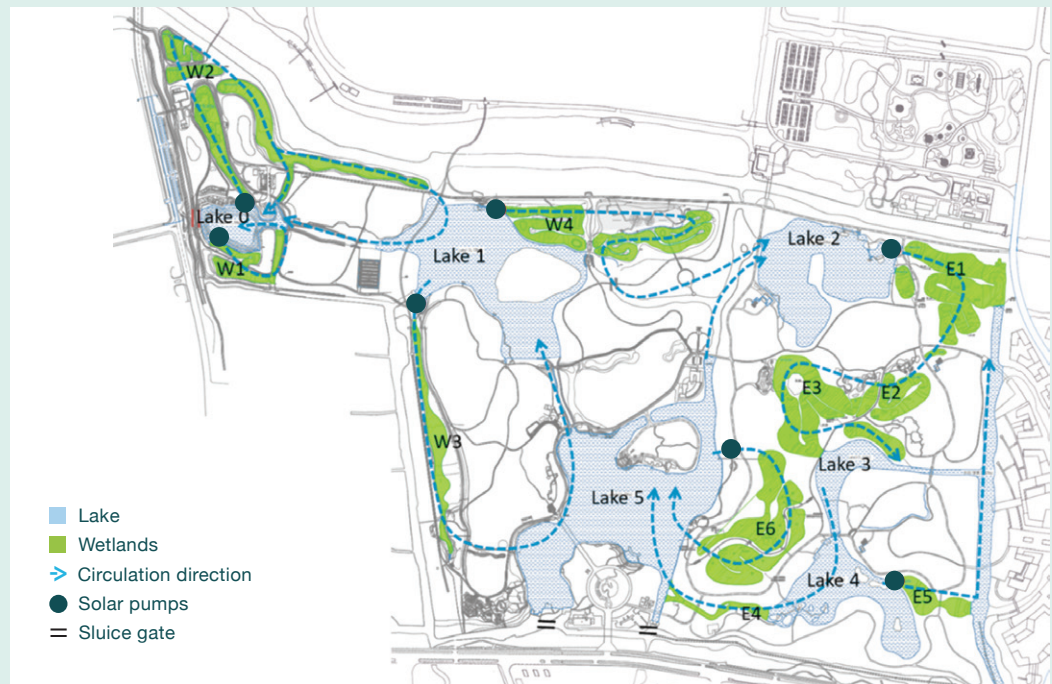 W2
Lake 0
W1
Lake 1
W4
Lake 2
E1
E3
E2
W3
Lake 3
Lake 5
E6
Lake 4
E5
E4
Lake
Wetlands
Circulation direction
Solar pumps
Sluice gate